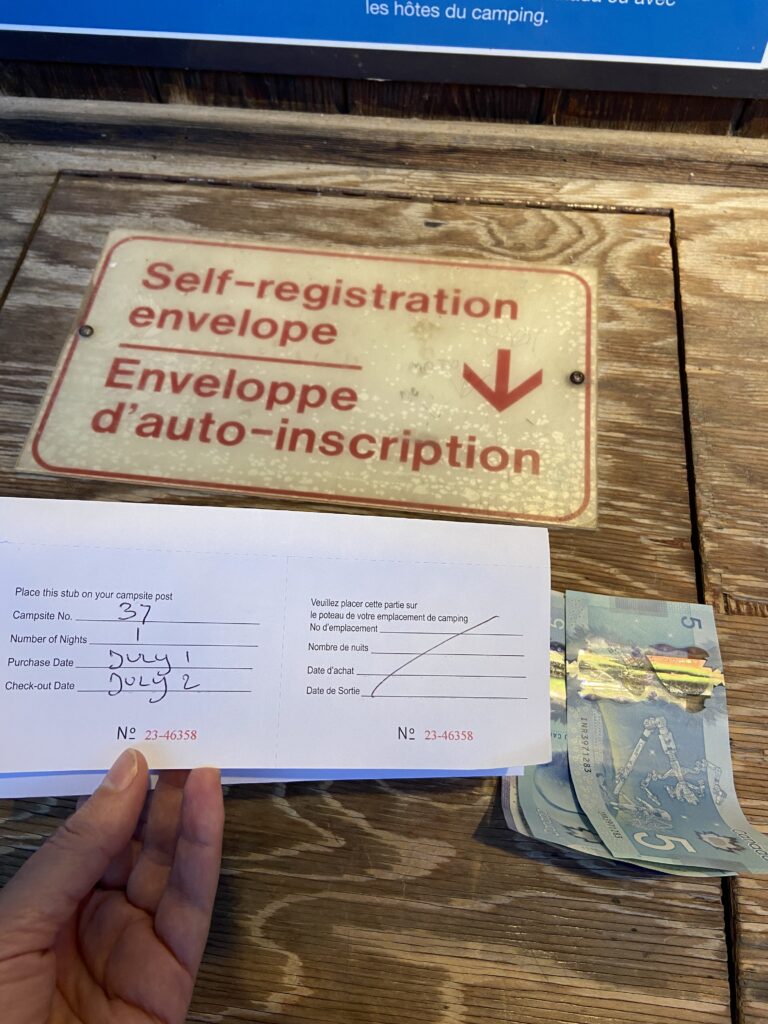 les hôtes du camping.
Self-registration
envelope
Enveloppe
d'auto-inscription
Place this stub on your campsite post
Campsite No. 37
Number of Nights 1
Purchase Date JULY 1
Check-out Date JULY 2
Nº 23-46358
Veuillez placer cette partie sur
le poteau de votre emplacement de camping
No d'emplacement
Nombre de nuits
Date d'achat
Date de Sortie
Nº 23-46358
5
INR3971283
5